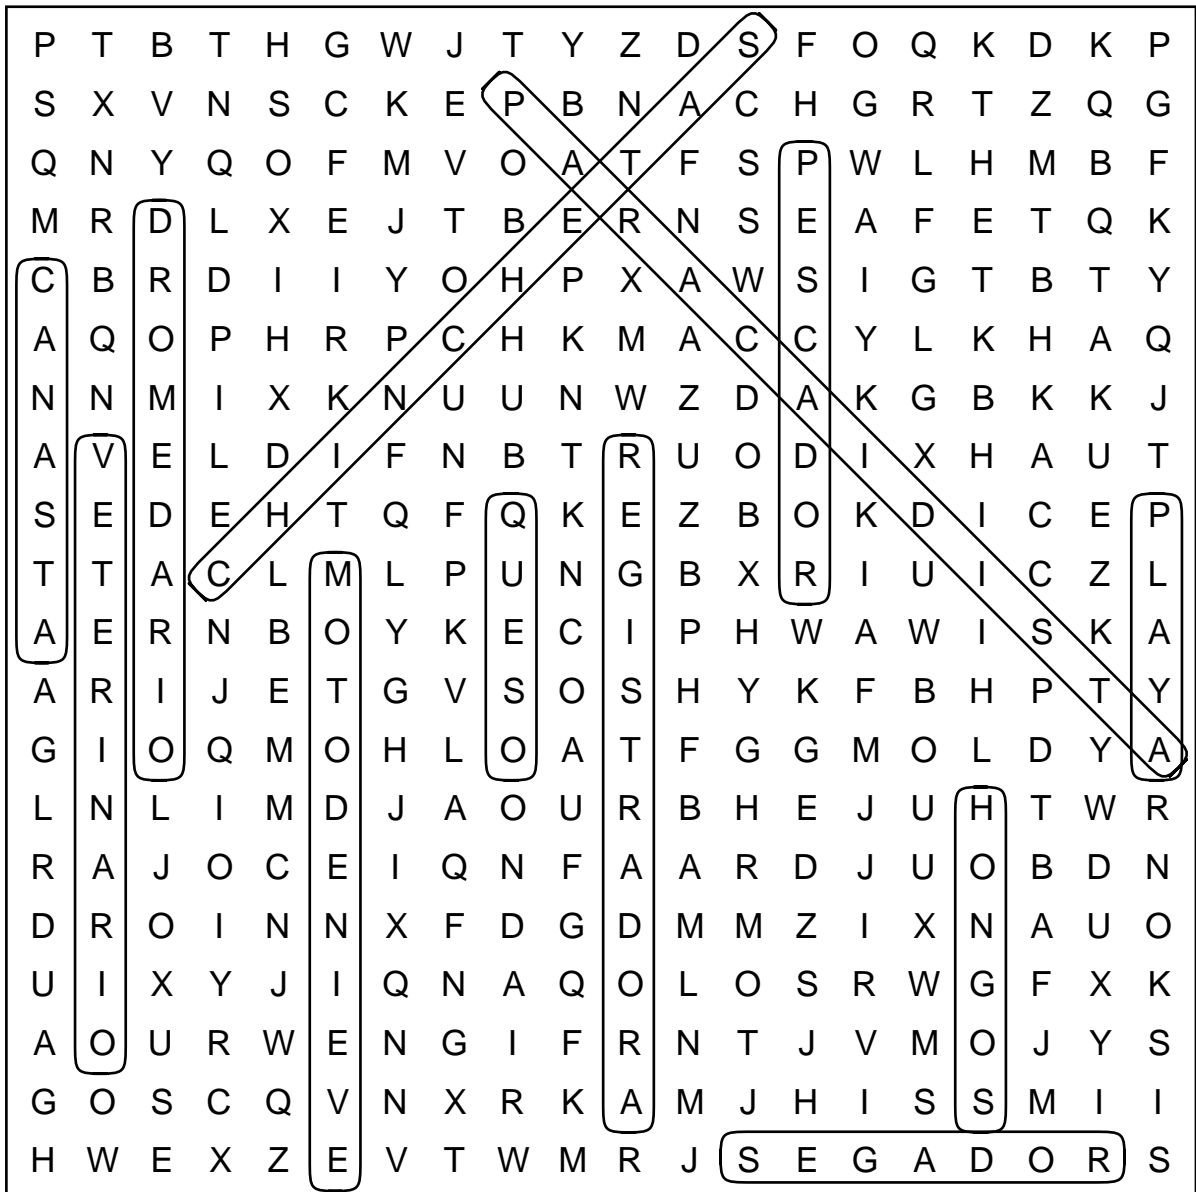 P T B T H G W J T Y Z D S F O Q K D K P
S X V N S C K E P B N A C H G R T Z Q G
Q N Y Q O F M V O A T F S P W L H M B F
M R D L X E J T B E R N S E A F E T Q K
C B R D I I Y O H P X A W S I G T B T Y
A Q O P H R P C H K M A C C Y L K H A Q
N N M I X K N U U N W Z D A K G B K K J
A V E L D I F N B T R U O D I X H A U T
S E D E H T Q F Q K E Z B O K D I C E P
T T A C L M L P U N G B X R I U I C Z L
A E R N B O Y K E C I P H W A W I S K A
A R I J E T G V S O S H Y K F B H P T Y
G I O Q M O H L O A T F G G M O L D Y A
L N L I M D J A O U R B H E J U H T W R
R A J O C E I Q N F A A R D J U O B D N
D R O I N N X F D G D M M Z I X N A U O
U I X Y J I Q N A Q O L O S R W G F X K
A O U R W E N G I F R N T J V M O J Y S
G O S C Q V N X R K A M J H I S S M I I
H W E X Z E V T W M R J S E G A D O R S